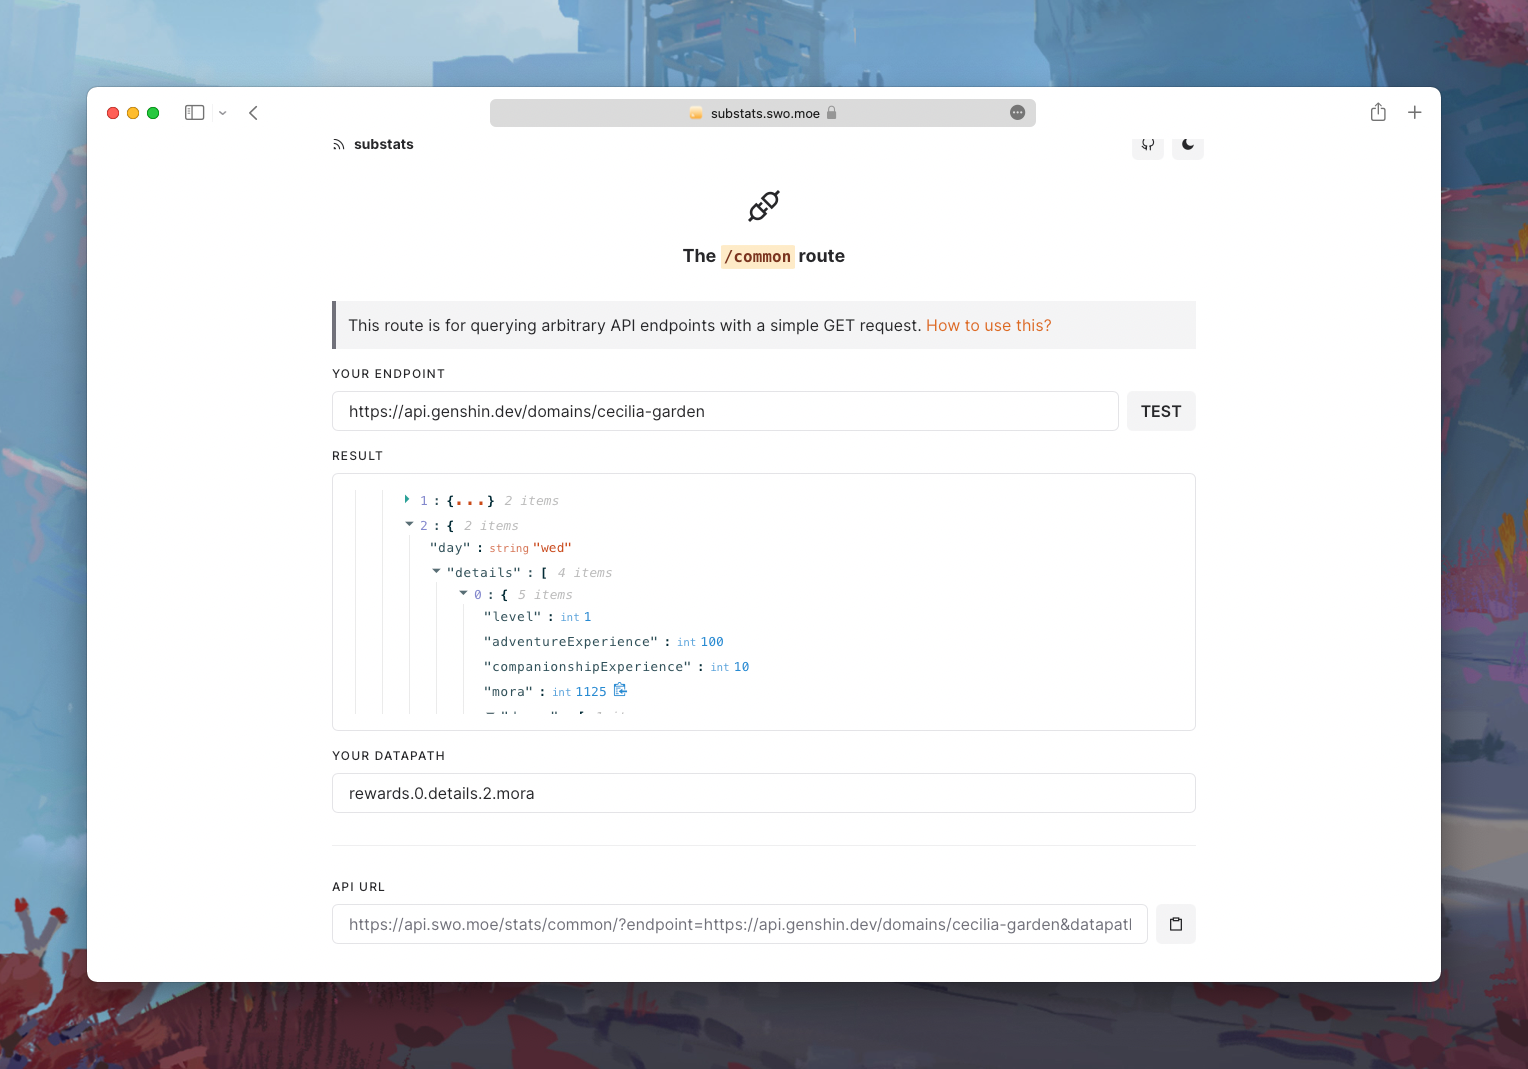 substats.swo.moe
substats
The /common route
This route is for querying arbitrary API endpoints with a simple GET request. How to use this?
YOUR ENDPOINT
https://api.genshin.dev/domains/cecilia-garden
TEST
RESULT
1 : {...} 2 items
2 : { 2 items
"day" : string "wed"
"details" : [ 4 items
0 : { 5 items
"level" : int 1
"adventureExperience" : int 100
"companionshipExperience" : int 10
"mora" : int 1125
YOUR DATAPATH
rewards.0.details.2.mora
API URL
https://api.swo.moe/stats/common/?endpoint=https://api.genshin.dev/domains/cecilia-garden&datapat